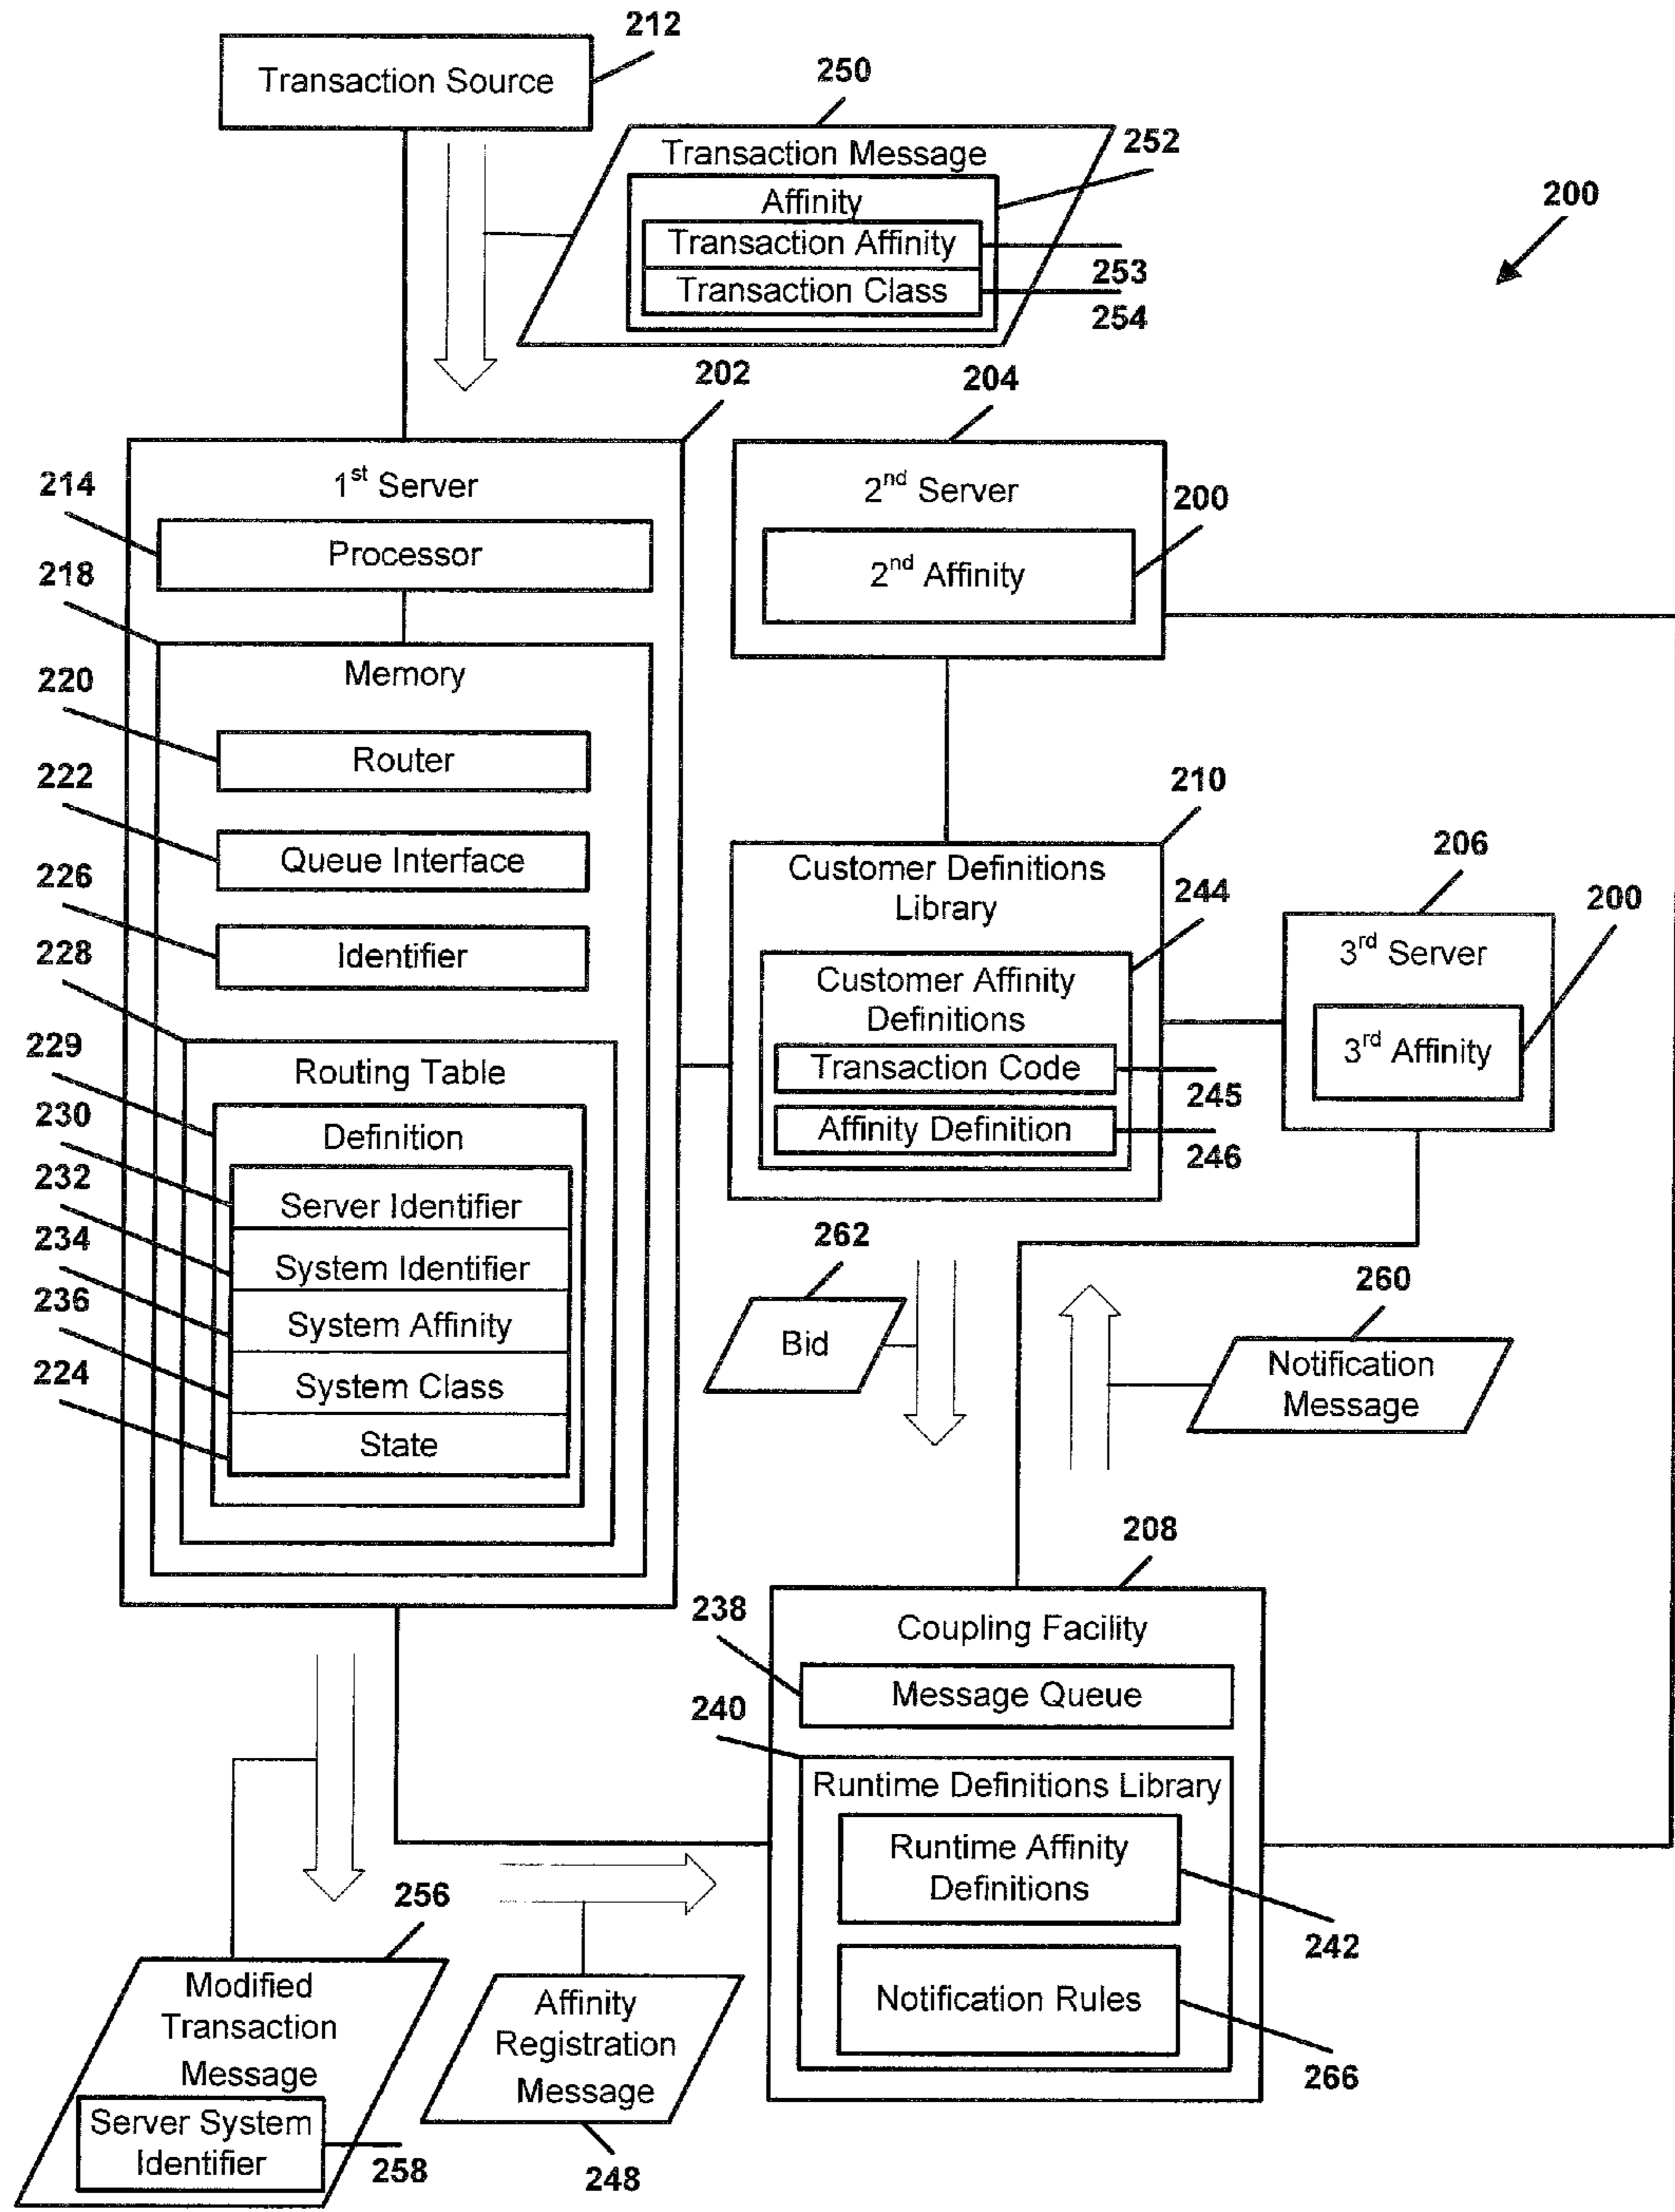 212
Transaction Source
250
Transaction Message
252
Affinity
Transaction Affinity
253
Transaction Class
254
200
202
1st Server
214
Processor
218
Memory
220
Router
222
Queue Interface
226
Identifier
228
Routing Table
229
Definition
230
Server Identifier
232
System Identifier
234
System Affinity
236
System Class
224
State
204
2nd Server
200
2nd Affinity
210
Customer Definitions
Library
244
Customer Affinity
Definitions
Transaction Code
245
Affinity Definition
246
206
3rd Server
200
3rd Affinity
262
Bid
260
Notification
Message
208
Coupling Facility
238
Message Queue
240
Runtime Definitions Library
Runtime Affinity
Definitions
242
Notification Rules
266
256
Modified
Transaction
Message
Server System
Identifier
258
Affinity
Registration
Message
248